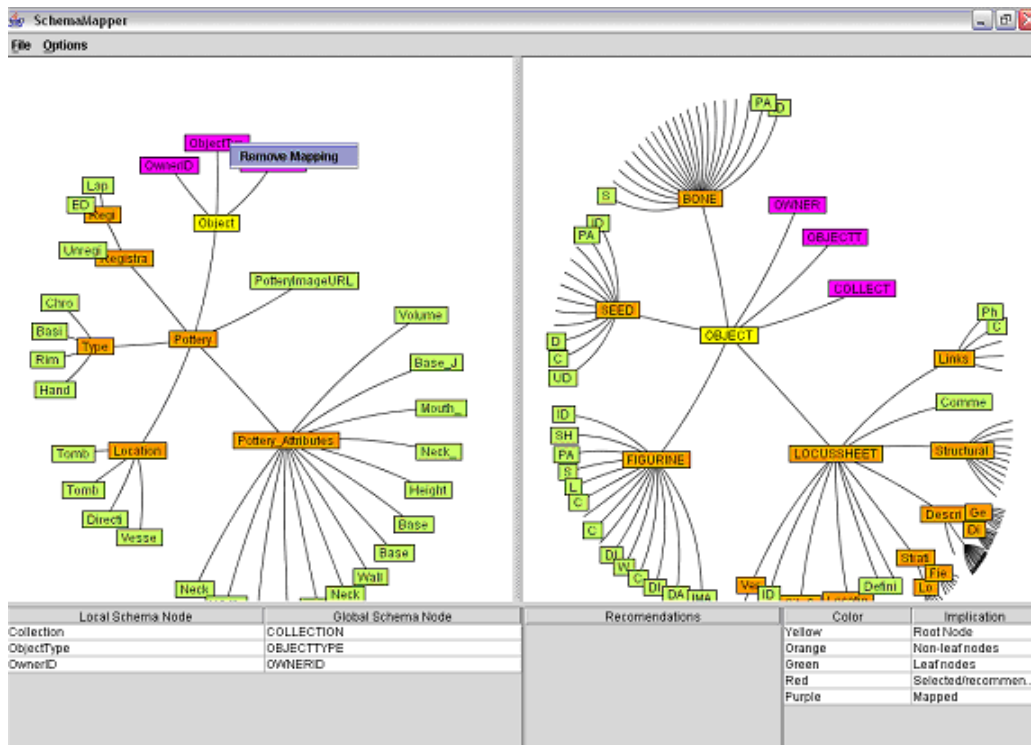 SchemaMapper
File Options
ObjectTy
Remove Mapping
OwnerID
Lap
ED
Regi
Object
Unregi
Registra
PotteryImageURL
Chro
Volume
Basi
Type
Pottery
Rim
Base_J
Hand
Mouth_
Pottery_Attributes
Tomb
Location
Neck_
Tomb
Height
Directi
Base
Vesse
Base
Wall
Neck
Neck
PA
D
S
BONE
OWNER
ID
PA
OBJECTT
COLLECT
SEED
Ph
C
OBJECT
D
C
Links
UD
Comme
ID
SH
PA
FIGURINE
LOCUSSHEET
Structural
S
L
C
Descri
Ge
C
Di
DI
W
C
Strati
Fie
DI
DA
IMA
Ver
ID
Defini
Lo
Local Schema Node Global Schema Node
Collection COLLECTION
ObjectType OBJECTTYPE
OwnerID OWNERID
Recomendations
Color Implication
Yellow Root Node
Orange Non-leaf nodes
Green Leaf nodes
Red Selected/recommen...
Purple Mapped